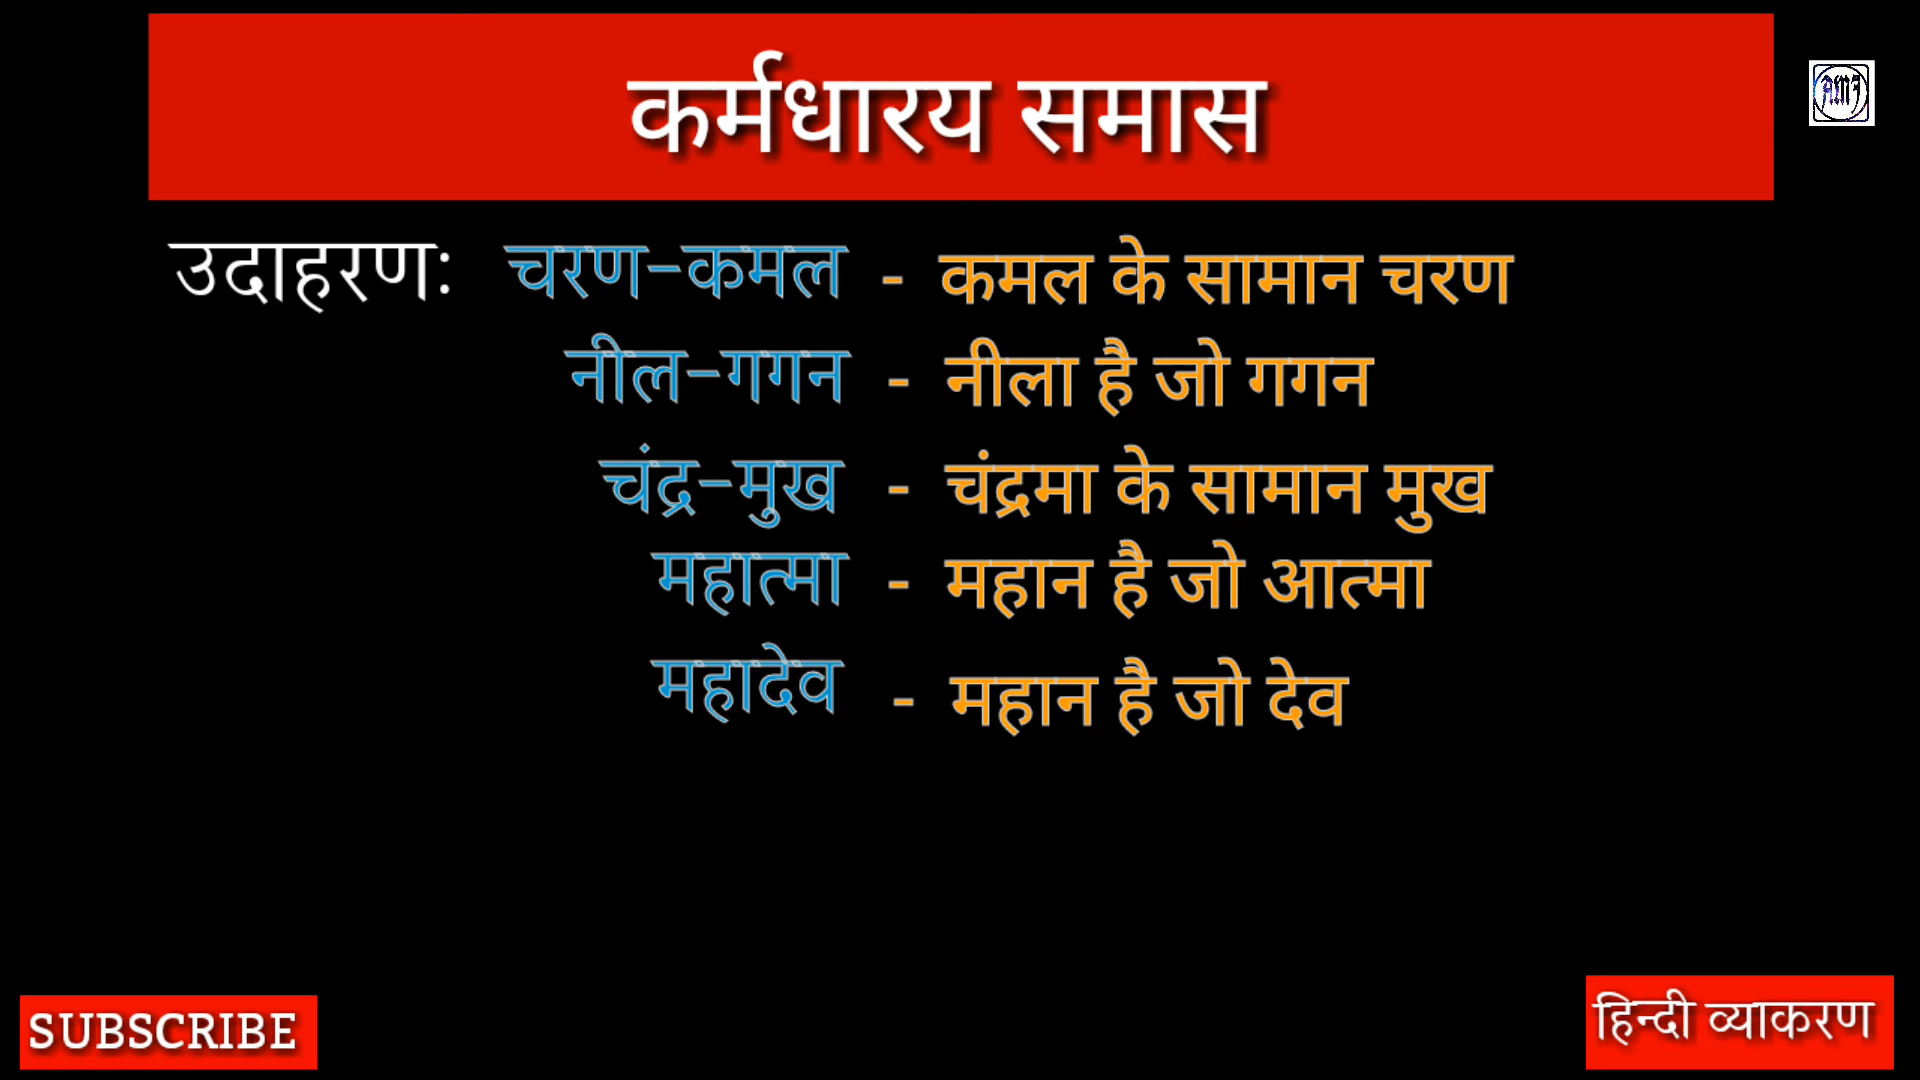 कर्मधारय समास
उदाहरण: चरण-कमल - कमल के सामान चरण
नील-गगन - नीला है जो गगन
चंद्र-मुख - चंद्रमा के सामान मुख
महात्मा - महान है जो आत्मा
महादेव - महान है जो देव
SUBSCRIBE
हिन्दी व्याकरण